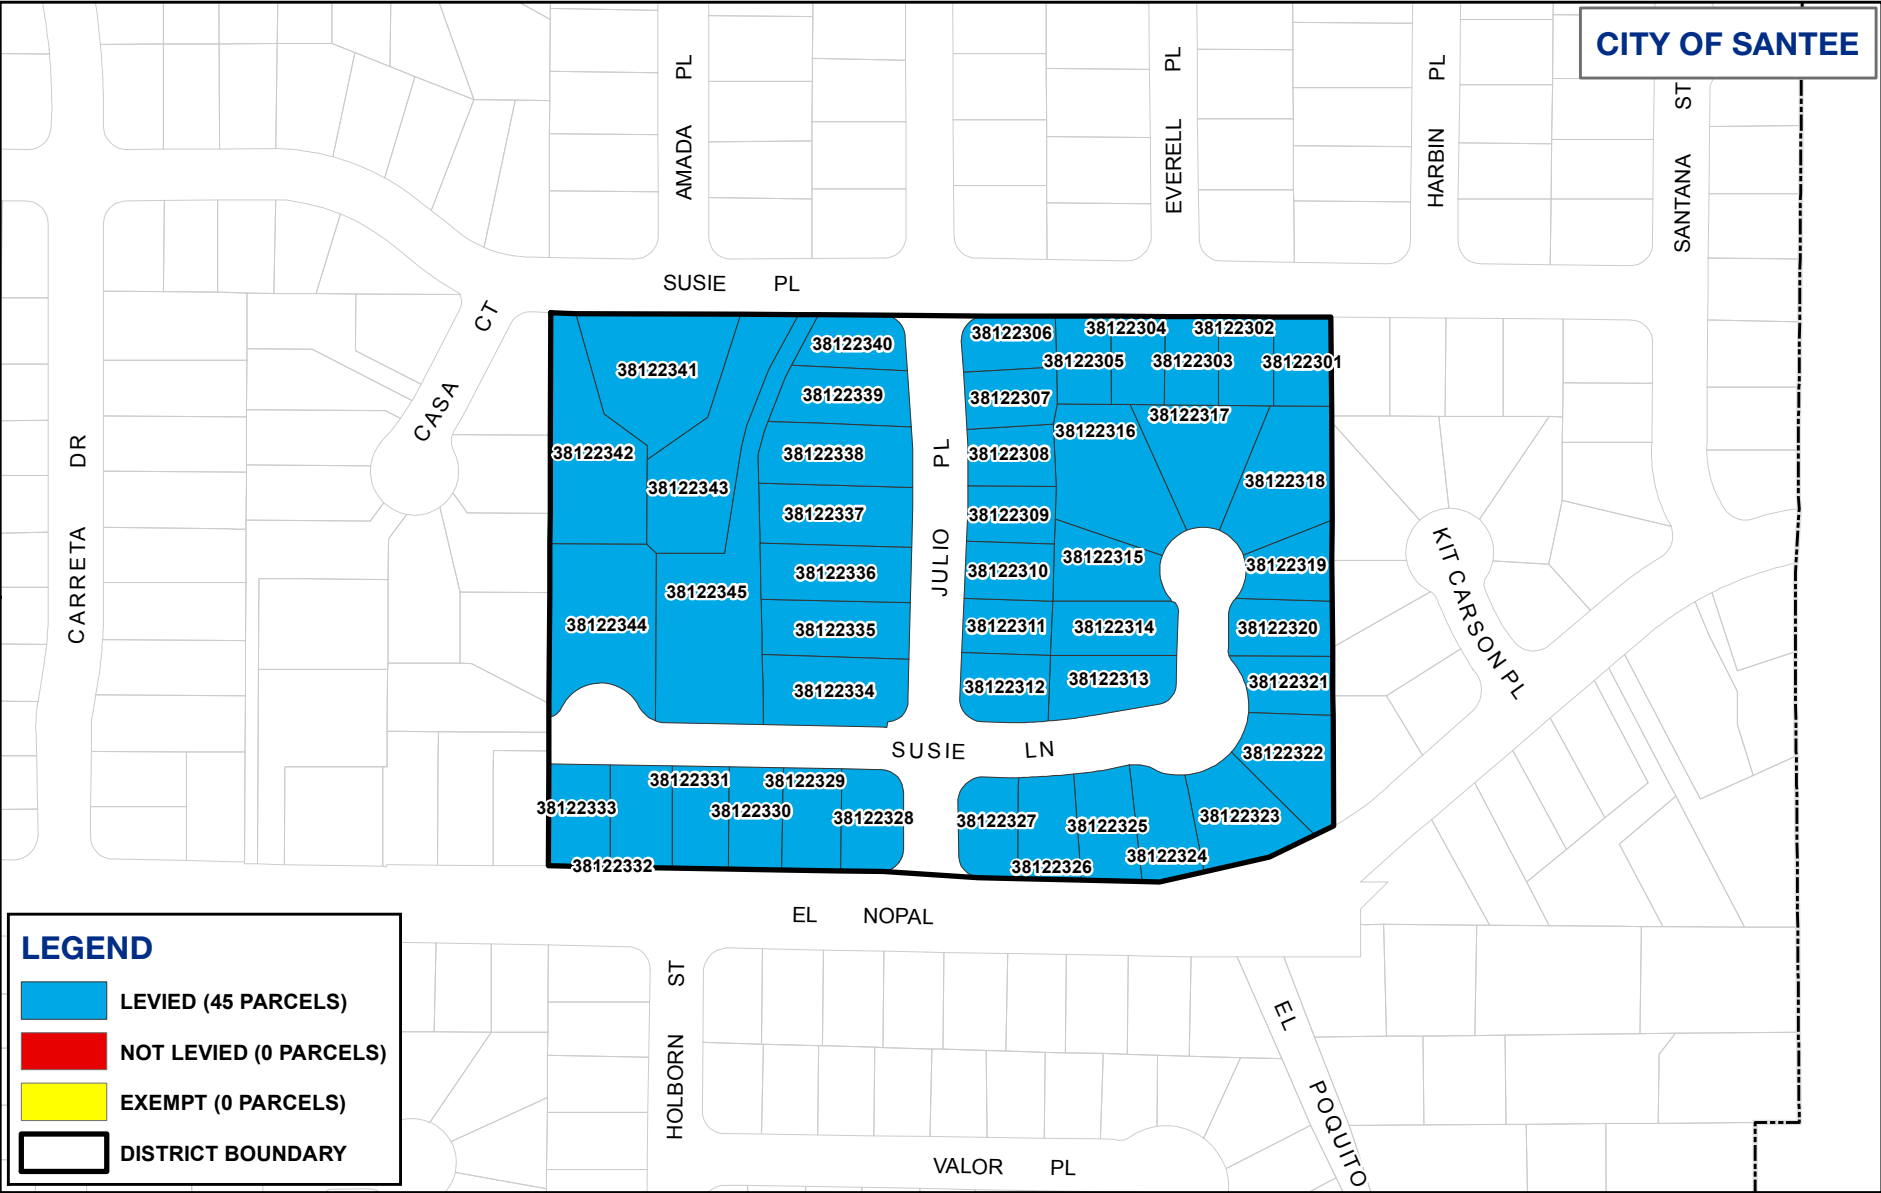 CITY OF SANTEE
AMADA PL
EVERELL PL
HARBIN PL
SANTANA ST
SUSIE PL
CASA CT
CARRETA DR
JULIO PL
KIT CARSON PL
38122340
38122306
38122304
38122302
38122341
38122305
38122303
38122301
38122339
38122307
38122317
38122316
38122342
38122338
38122308
38122318
38122343
38122337
38122309
38122315
38122319
38122336
38122310
38122345
38122344
38122335
38122311
38122314
38122320
38122334
38122312
38122313
38122321
SUSIE LN
38122322
38122331
38122329
38122333
38122330
38122328
38122327
38122325
38122323
38122332
38122326
38122324
EL NOPAL
HOLBORN ST
EL POQUITO
VALOR PL
LEGEND
LEVIED (45 PARCELS)
NOT LEVIED (0 PARCELS)
EXEMPT (0 PARCELS)
DISTRICT BOUNDARY